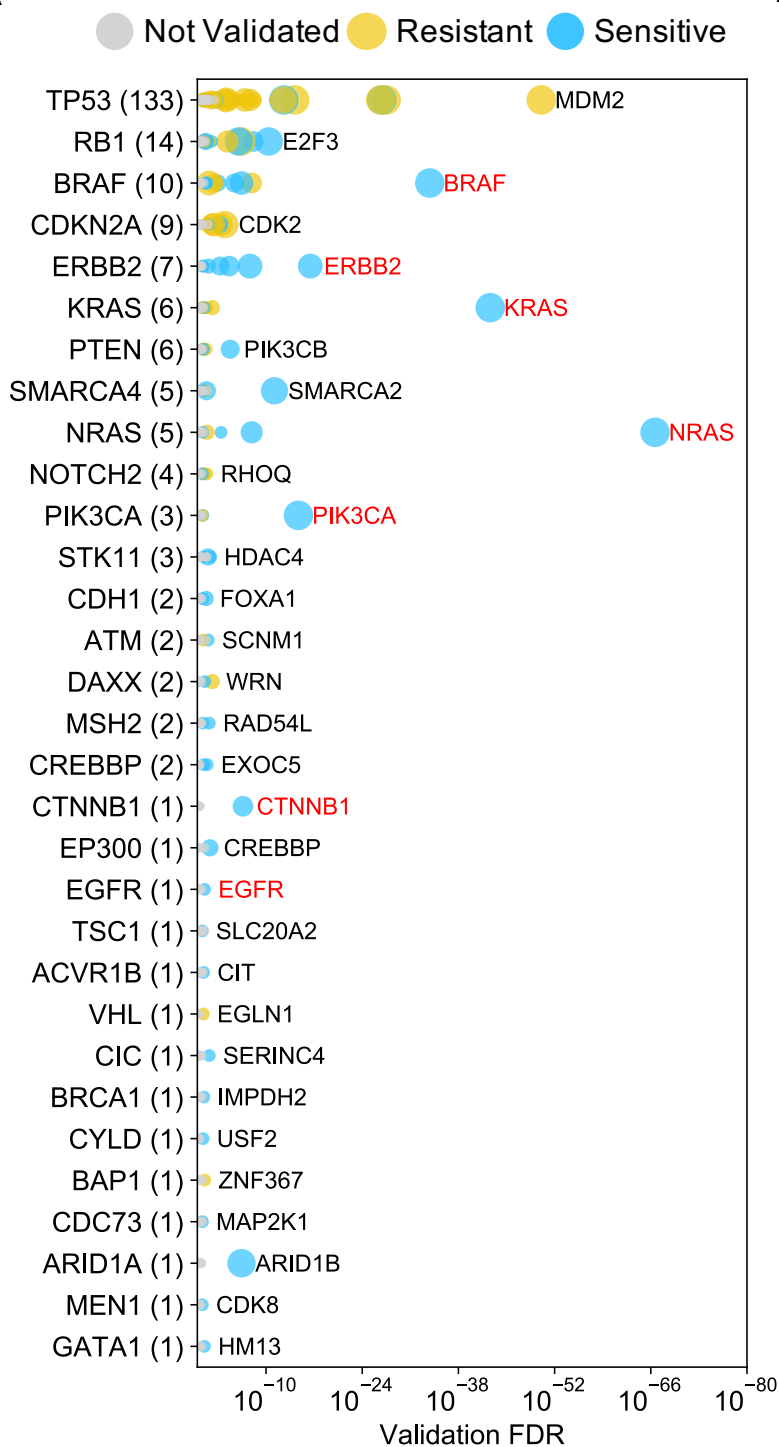 Not Validated Resistant Sensitive
TP53 (133) MDM2
RB1 (14) E2F3
BRAF (10) BRAF
CDKN2A (9) CDK2
ERBB2 (7) ERBB2
KRAS (6) KRAS
PTEN (6) PIK3CB
SMARCA4 (5) SMARCA2
NRAS (5) NRAS
NOTCH2 (4) RHOQ
PIK3CA (3) PIK3CA
STK11 (3) HDAC4
CDH1 (2) FOXA1
ATM (2) SCNM1
DAXX (2) WRN
MSH2 (2) RAD54L
CREBBP (2) EXOC5
CTNNB1 (1) CTNNB1
EP300 (1) CREBBP
EGFR (1) EGFR
TSC1 (1) SLC20A2
ACVR1B (1) CIT
VHL (1) EGLN1
CIC (1) SERINC4
BRCA1 (1) IMPDH2
CYLD (1) USF2
BAP1 (1) ZNF367
CDC73 (1) MAP2K1
ARID1A (1) ARID1B
MEN1 (1) CDK8
GATA1 (1) HM13
10⁻¹⁰ 10⁻²⁴ 10⁻³⁸ 10⁻⁵² 10⁻⁶⁶ 10⁻⁸⁰
Validation FDR